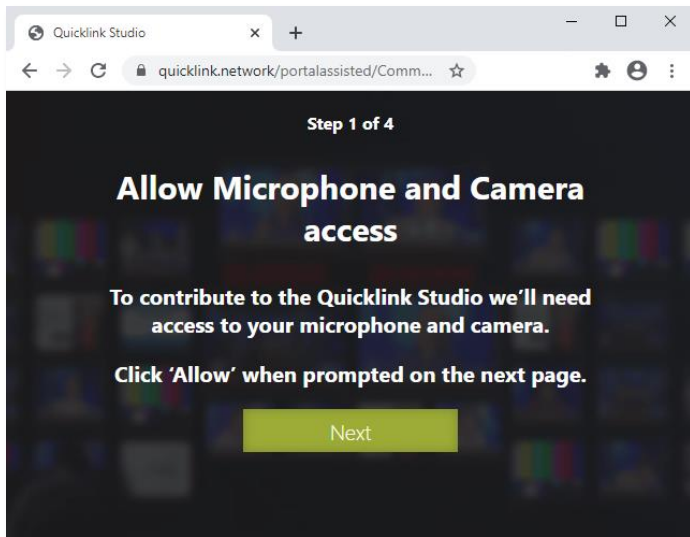 Quicklink Studio
quicklink.network/portalassisted/Comm...
Step 1 of 4
Allow Microphone and Camera
access
To contribute to the Quicklink Studio we’ll need
access to your microphone and camera.
Click ‘Allow’ when prompted on the next page.
Next